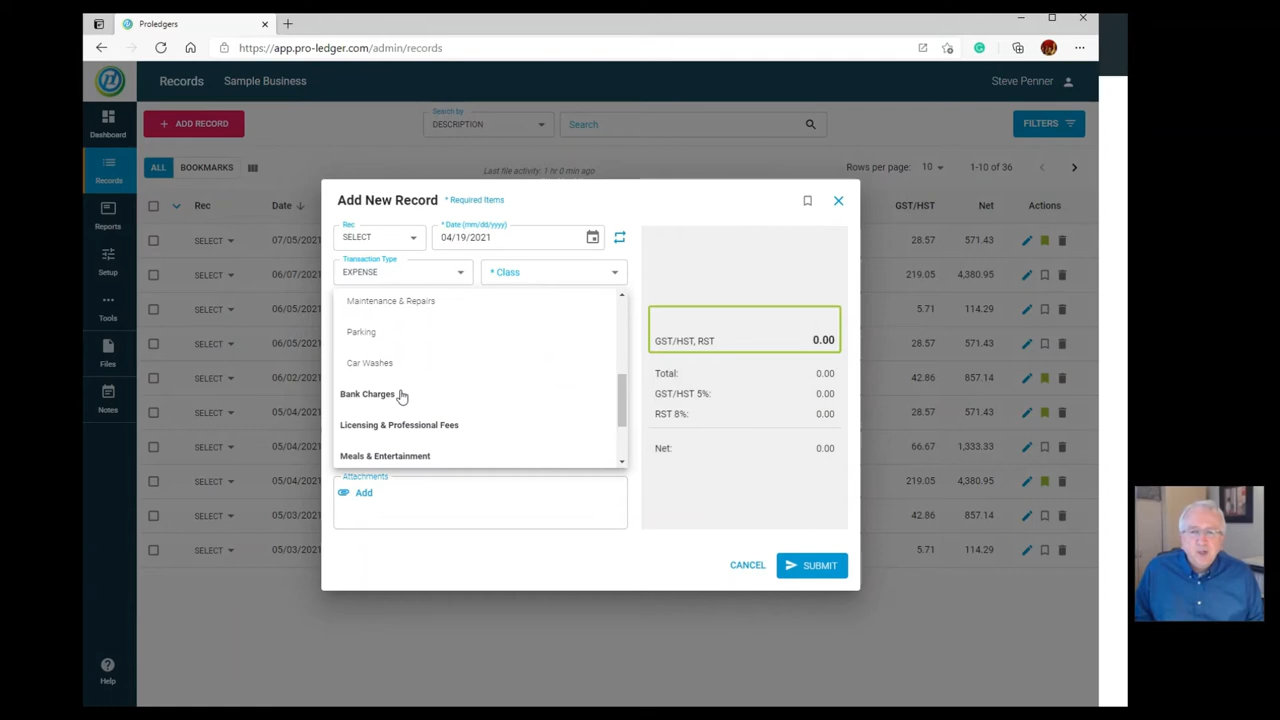 Proledgers
https://app.pro-ledger.com/admin/records
Records
Sample Business
Steve Penner
Dashboard
Records
Reports
Setup
Tools
Files
Notes
Help
+ ADD RECORD
Search by
DESCRIPTION
Search
FILTERS
ALL
BOOKMARKS
Last file activity: 1 hr 0 min ago
Rows per page: 10
1-10 of 36
Rec
Date
GST/HST
Net
Actions
SELECT
07/05/2021
28.57
571.43
SELECT
06/07/2021
219.05
4,380.95
SELECT
5.71
114.29
SELECT
28.57
571.43
SELECT
06/02/2021
42.86
857.14
SELECT
05/04/2021
28.57
571.43
SELECT
05/04/2021
66.67
1,333.33
SELECT
05/04/2021
219.05
4,380.95
SELECT
05/03/2021
42.86
857.14
SELECT
05/03/2021
5.71
114.29
Add New Record
* Required Items
Rec
SELECT
* Date (mm/dd/yyyy)
04/19/2021
Transaction Type
EXPENSE
* Class
Maintenance & Repairs
Parking
Car Washes
Bank Charges
Licensing & Professional Fees
Meals & Entertainment
Attachments
Add
GST/HST, RST
0.00
Total:
0.00
GST/HST 5%:
0.00
RST 8%:
0.00
Net:
0.00
CANCEL
SUBMIT